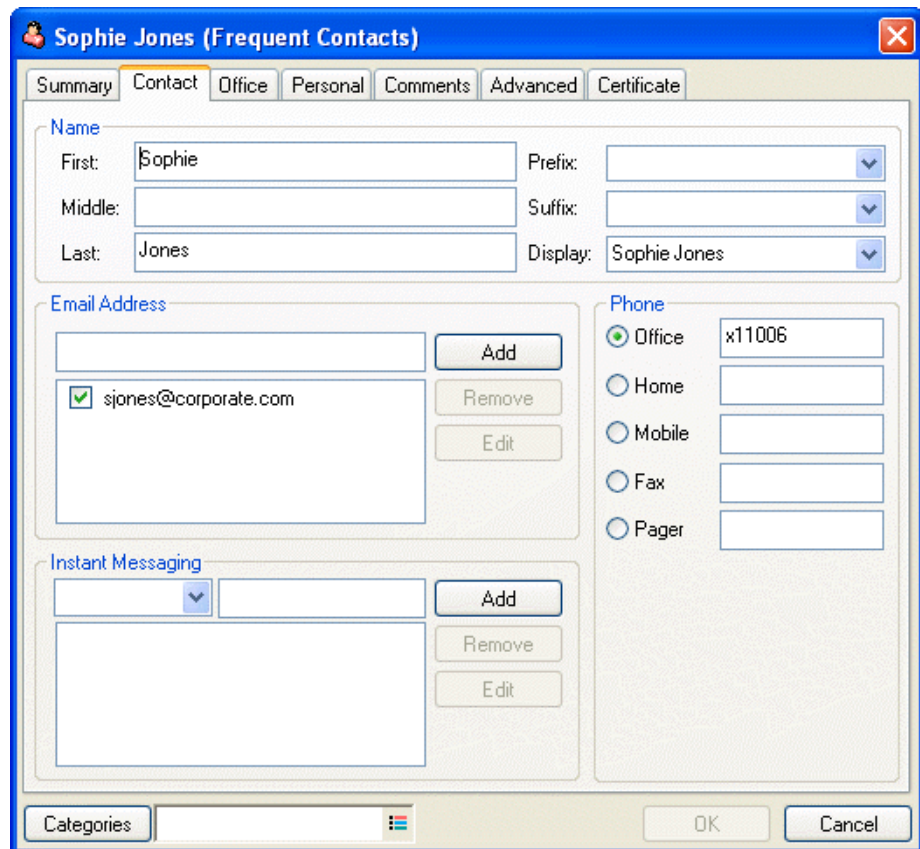 Sophie Jones (Frequent Contacts)
Summary Contact Office Personal Comments Advanced Certificate
Name
First: Sophie Prefix:
Middle: Suffix:
Last: Jones Display: Sophie Jones
Email Address
Add
sjones@corporate.com Remove
Edit
Phone
Office x11006
Home
Mobile
Fax
Pager
Instant Messaging
Add
Remove
Edit
Categories OK Cancel